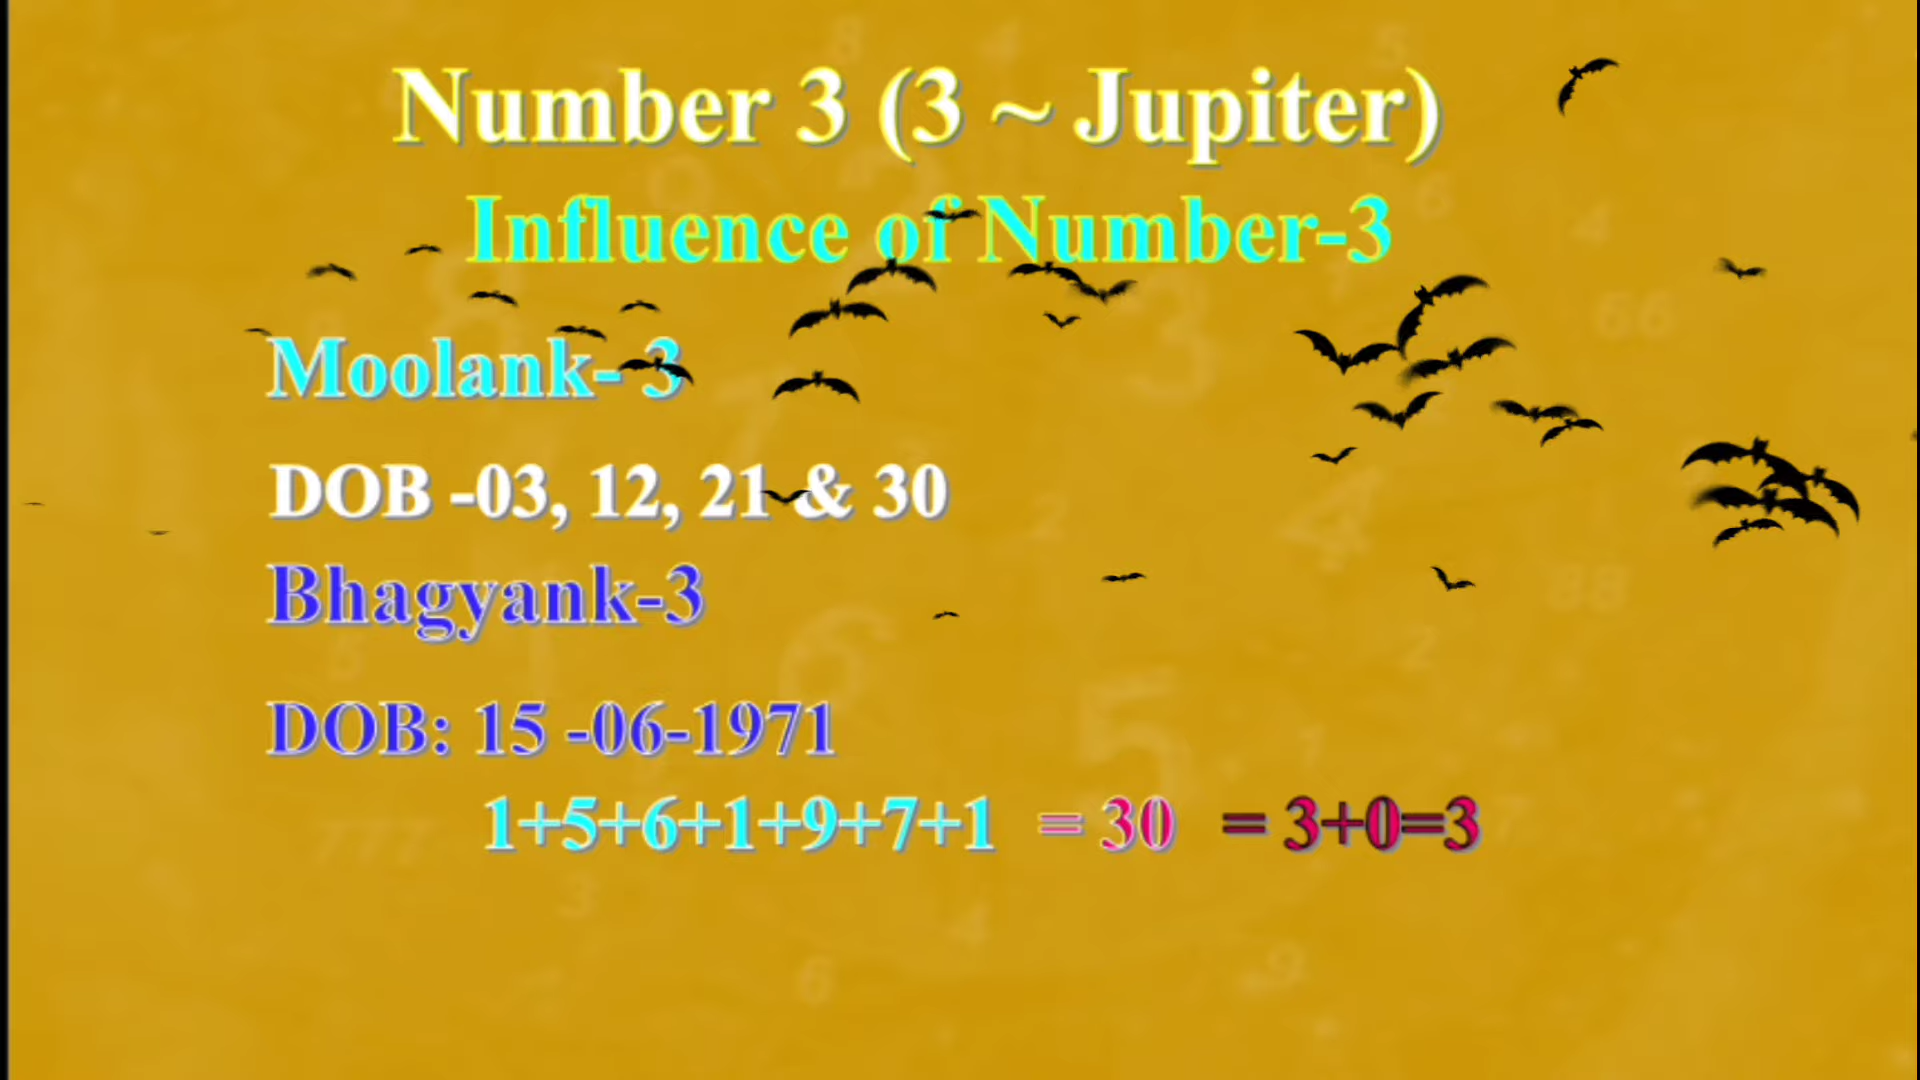 Number 3 (3 ~ Jupiter)
Influence of Number-3
Moolank- 3
DOB -03, 12, 21 & 30
Bhagyank-3
DOB: 15 -06-1971
1+5+6+1+9+7+1 = 30 = 3+0=3